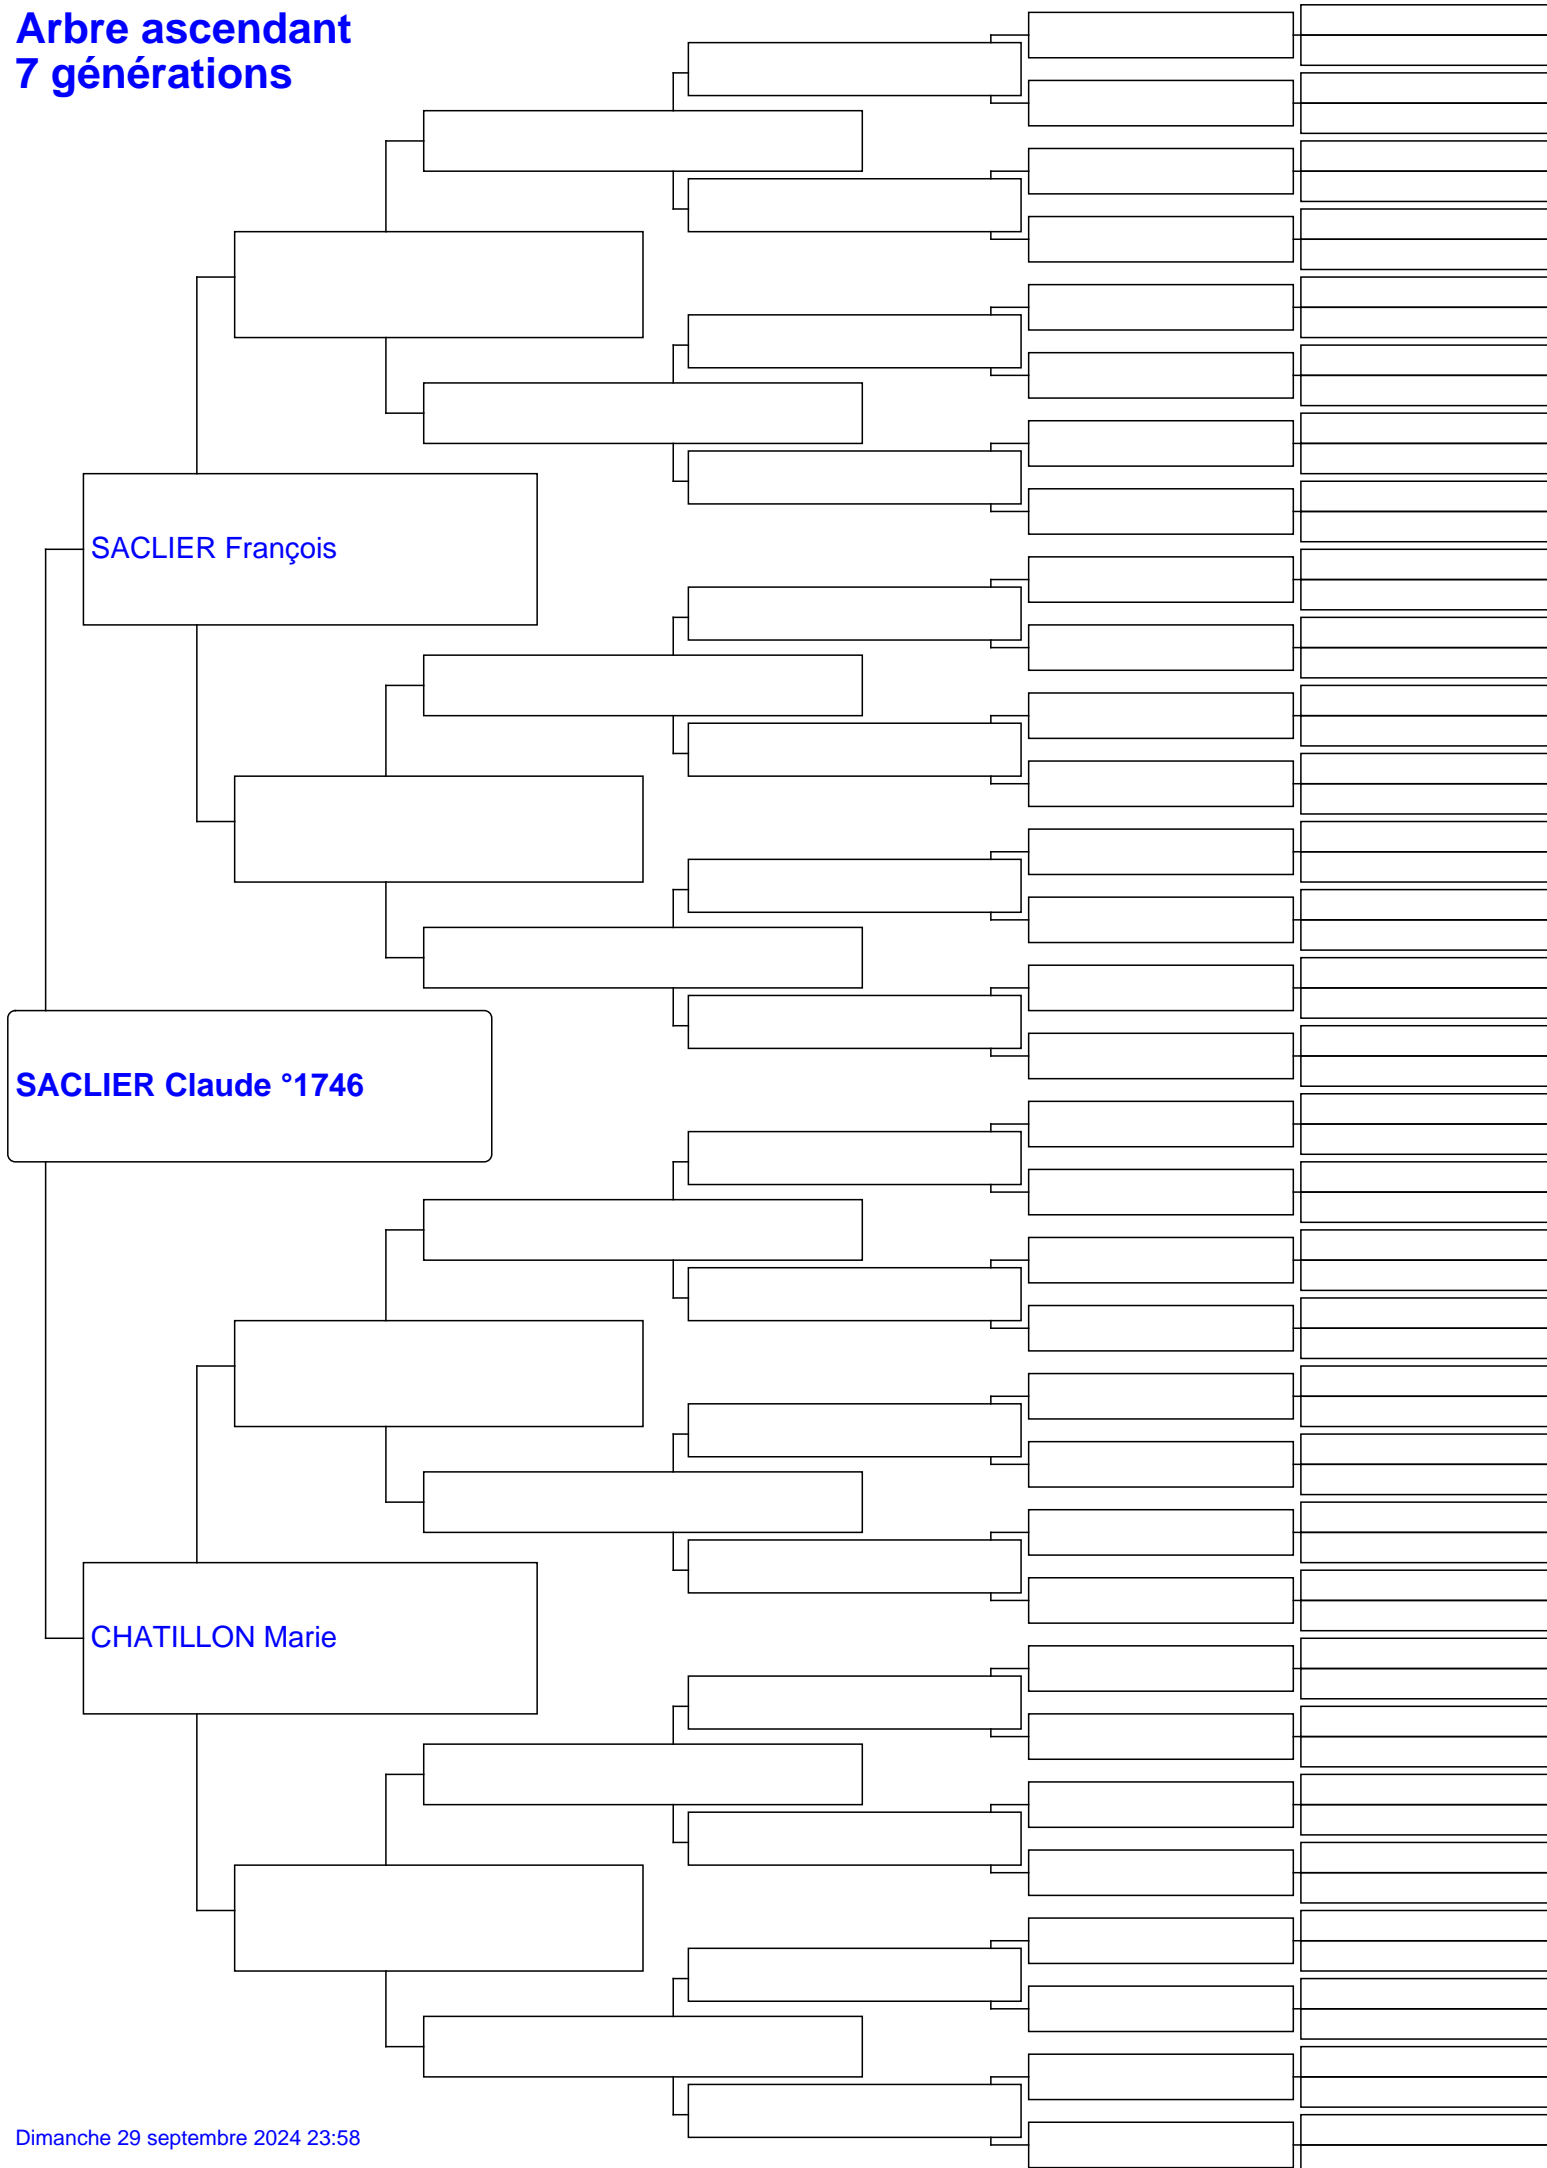 Arbre ascendant
7 générations
SACLIER François
SACLIER Claude °1746
CHATILLON Marie
Dimanche 29 septembre 2024 23:58